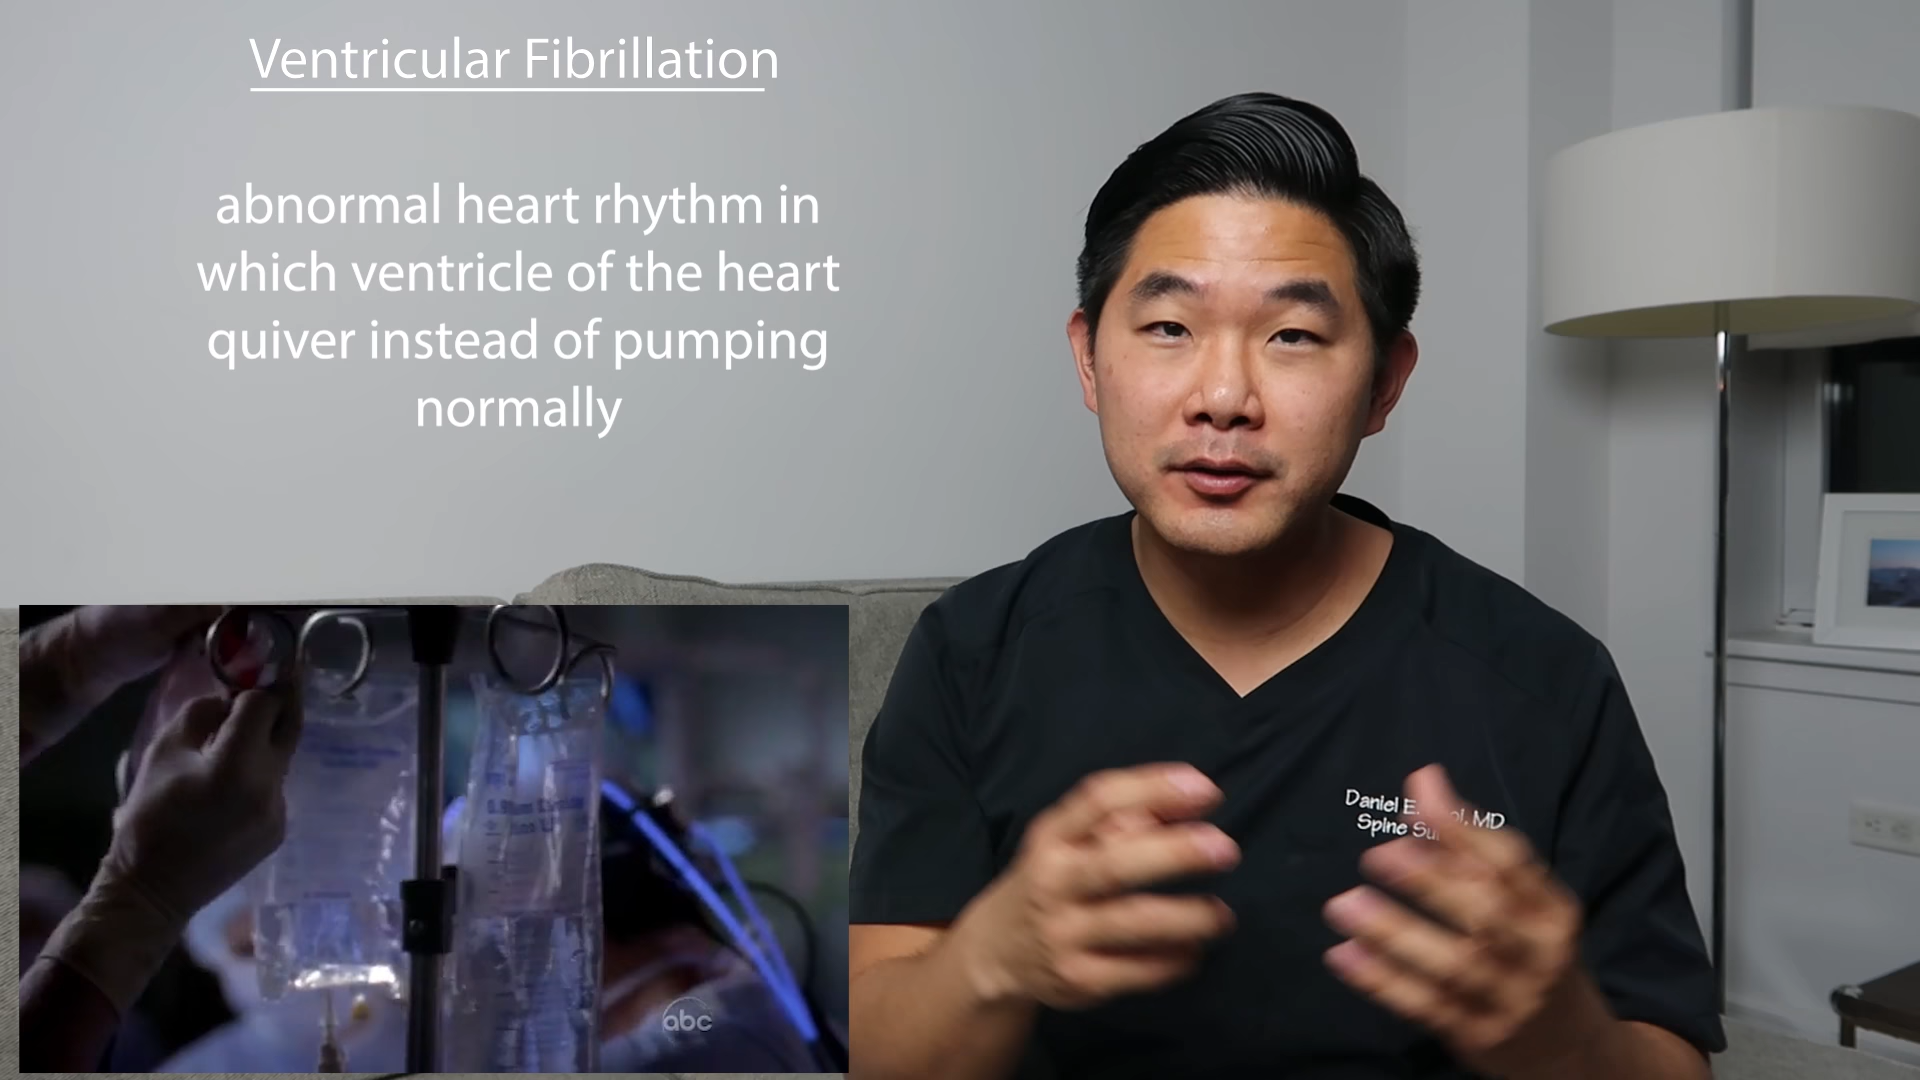 Ventricular Fibrillation
abnormal heart rhythm in
which ventricle of the heart
quiver instead of pumping
normally
Daniel E. MD
Spine
abc